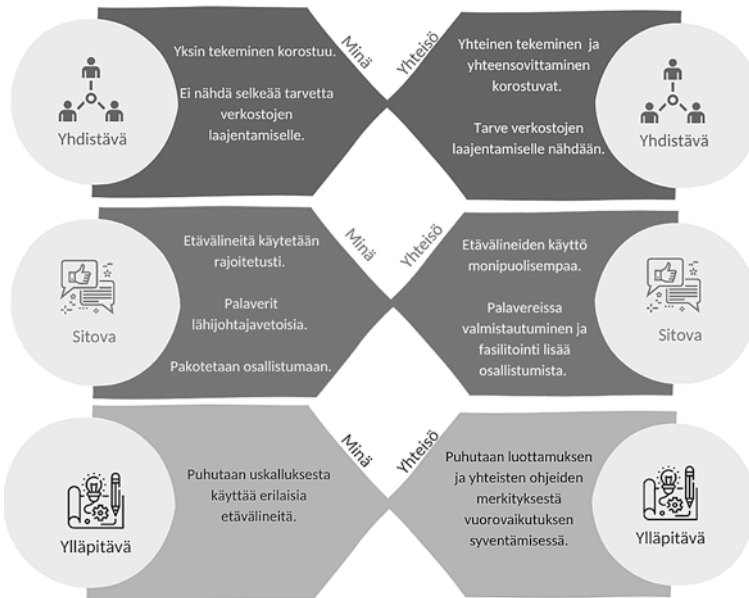 Yhdistävä
Yksin tekeminen korostuu.
Ei nähdä selkeää tarvetta
verkostojen
laajentamiselle.
Minä
Yhteisö
Yhteinen tekeminen ja
yhteensovittaminen
korostuvat.
Tarve verkostojen
laajentamiselle nähdään.
Yhdistävä
Sitova
Etävälineitä käytetään
rajoitetusti.
Palaverit
lähijohtajavetoisia.
Pakotetaan osallistumaan.
Minä
Yhteisö
Etävälineiden käyttö
monipuolisempaa.
Palavereissa
valmistautuminen ja
fasilitointi lisää
osallistumista.
Sitova
Ylläpitävä
Puhutaan uskalluksesta
käyttää erilaisia
etävälineitä.
Minä
Yhteisö
Puhutaan luottamuksen
ja yhteisten ohjeiden
merkityksestä
vuorovaikutuksen
syventämisessä.
Ylläpitävä